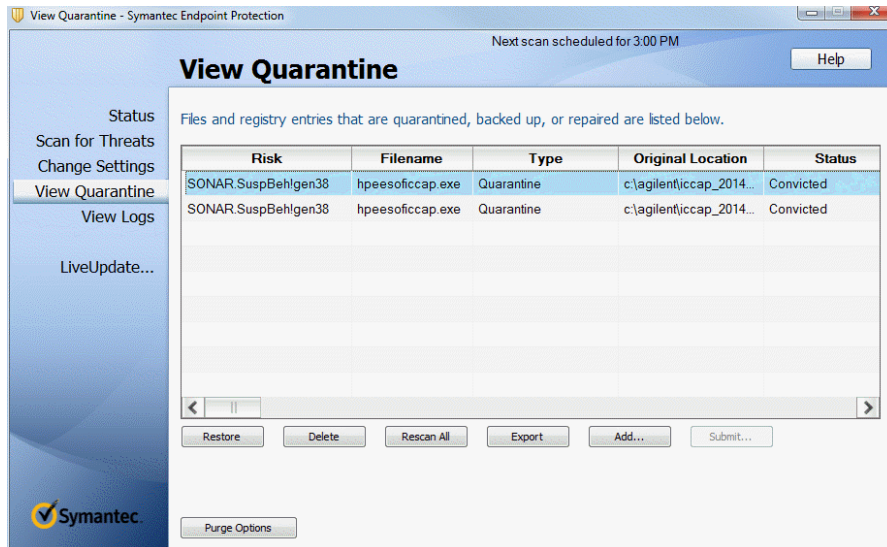 View Quarantine - Symantec Endpoint Protection
Next scan scheduled for 3:00 PM
Help
View Quarantine
Status
Scan for Threats
Change Settings
View Quarantine
View Logs
LiveUpdate...
Files and registry entries that are quarantined, backed up, or repaired are listed below.
Risk Filename Type Original Location Status
SONAR.SuspBeh!gen38 hpeesoficcap.exe Quarantine c:\agilent\iccap_2014... Convicted
SONAR.SuspBeh!gen38 hpeesoficcap.exe Quarantine c:\agilent\iccap_2014... Convicted
Restore Delete Rescan All Export Add... Submit...
Symantec.
Purge Options